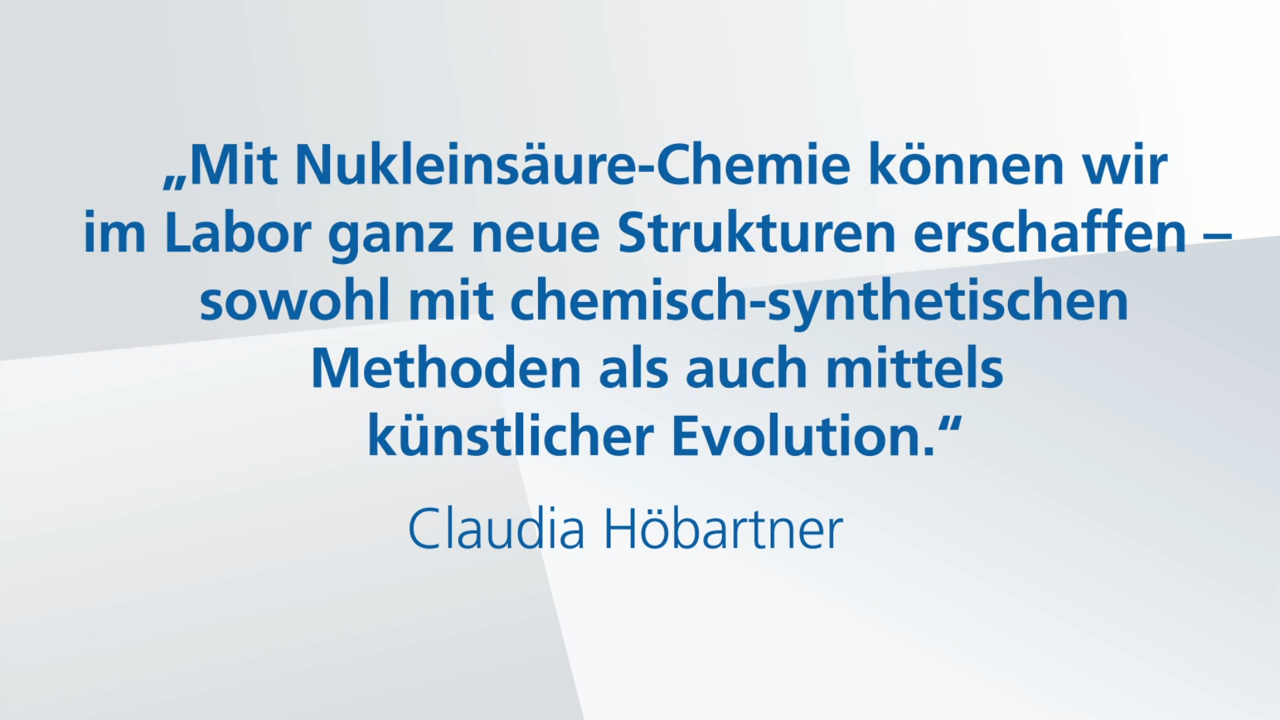 „Mit Nukleinsäure-Chemie können wir
im Labor ganz neue Strukturen erschaffen –
sowohl mit chemisch-synthetischen
Methoden als auch mittels
künstlicher Evolution.“
Claudia Höbartner